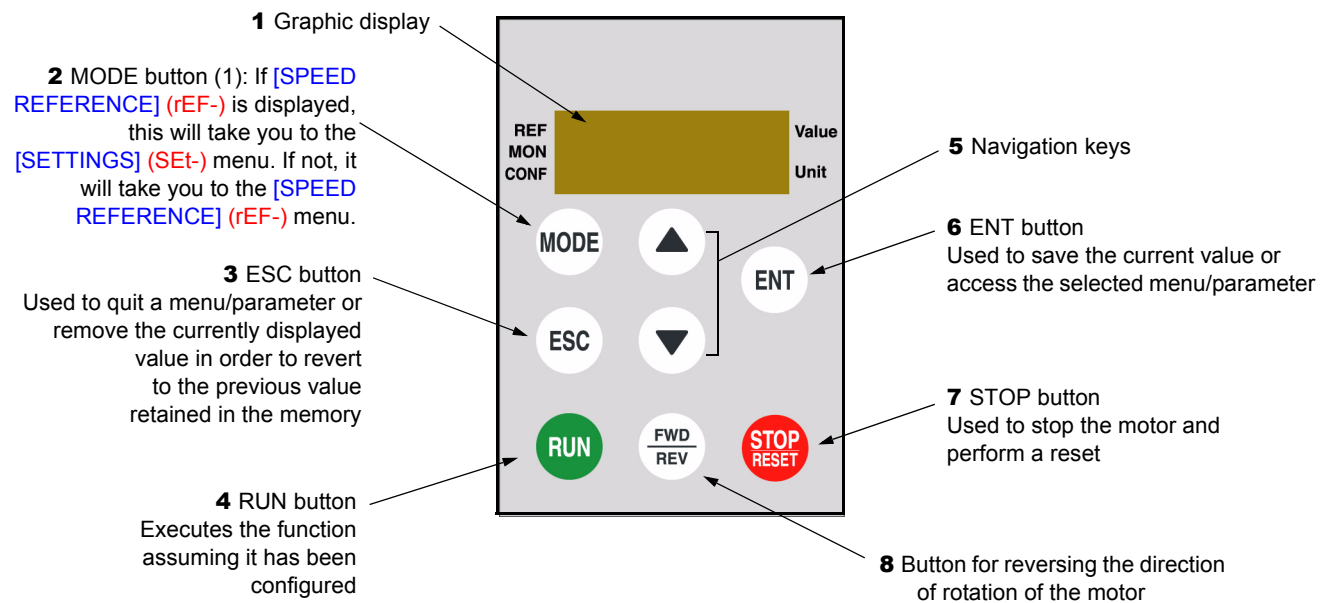 1 Graphic display
2 MODE button (1): If [SPEED
REFERENCE] (rEF-) is displayed,
this will take you to the
[SETTINGS] (SEt-) menu. If not, it
will take you to the [SPEED
REFERENCE] (rEF-) menu.
3 ESC button
Used to quit a menu/parameter or
remove the currently displayed
value in order to revert
to the previous value
retained in the memory
4 RUN button
Executes the function
assuming it has been
configured
REF
MON
CONF
Value
Unit
MODE
ENT
ESC
RUN
FWD
REV
STOP
RESET
5 Navigation keys
6 ENT button
Used to save the current value or
access the selected menu/parameter
7 STOP button
Used to stop the motor and
perform a reset
8 Button for reversing the direction
of rotation of the motor